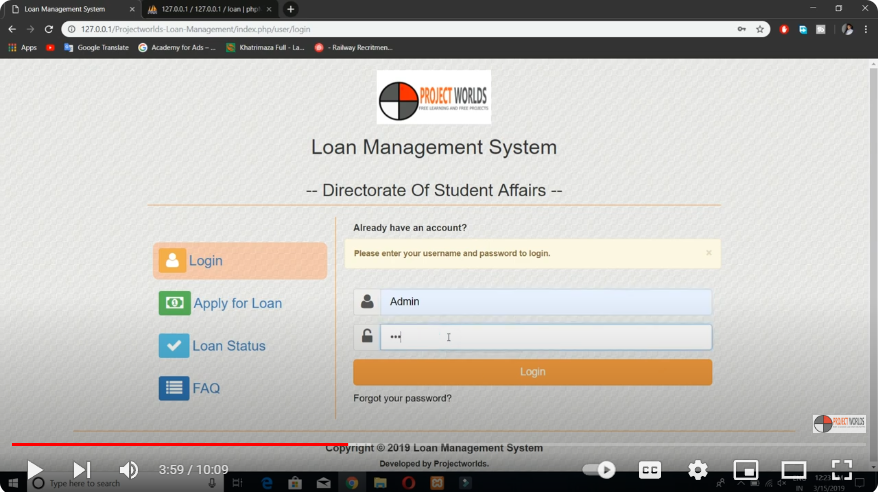 Loan Management System
127.0.0.1 / 127.0.0.1 / loan | php
127.0.0.1/Projectworlds-Loan-Management/index.php/user/login
Apps
Google Translate
Academy for Ads – ...
Khatrimaza Full - La...
- Railway Recritmen...
PROJECT WORLDS
FREE LEARNING AND FREE PROJECTS
Loan Management System
-- Directorate Of Student Affairs --
Already have an account?
Please enter your username and password to login.
×
Login
Apply for Loan
Loan Status
FAQ
Admin
•••
Login
Forgot your password?
PROJECT WORLDS
Copyright © 2019 Loan Management System
Developed by Projectworlds.
3:59 / 10:09
CC
Type here to search
IN
3/15/2019